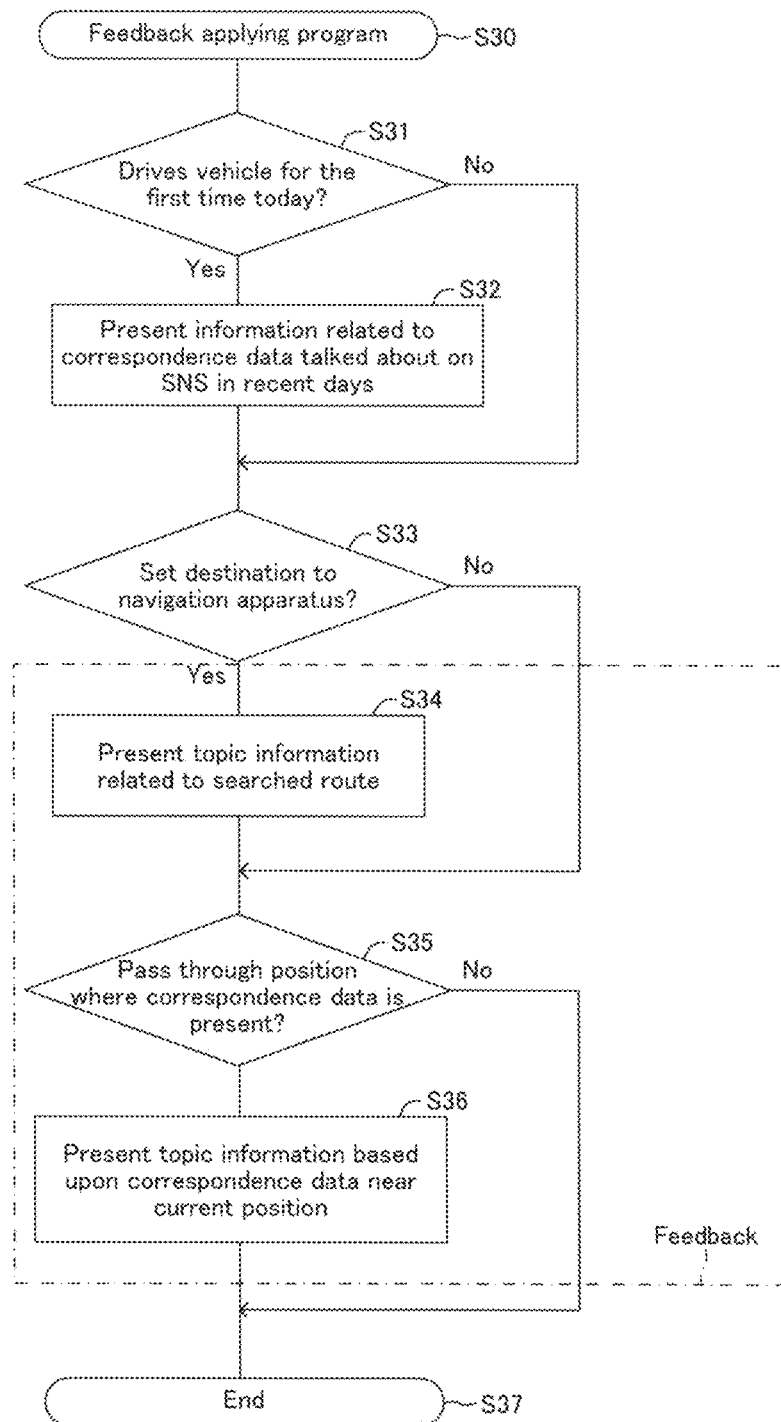 Feedback applying program
S30
S31
Drives vehicle for the
first time today?
No
Yes
S32
Present information related to
correspondence data talked about on
SNS in recent days
S33
Set destination to
navigation apparatus?
No
Yes
S34
Present topic information
related to searched route
S35
Pass through position
where correspondence data is
present?
No
S36
Present topic information based
upon correspondence data near
current position
Feedback
End
S37